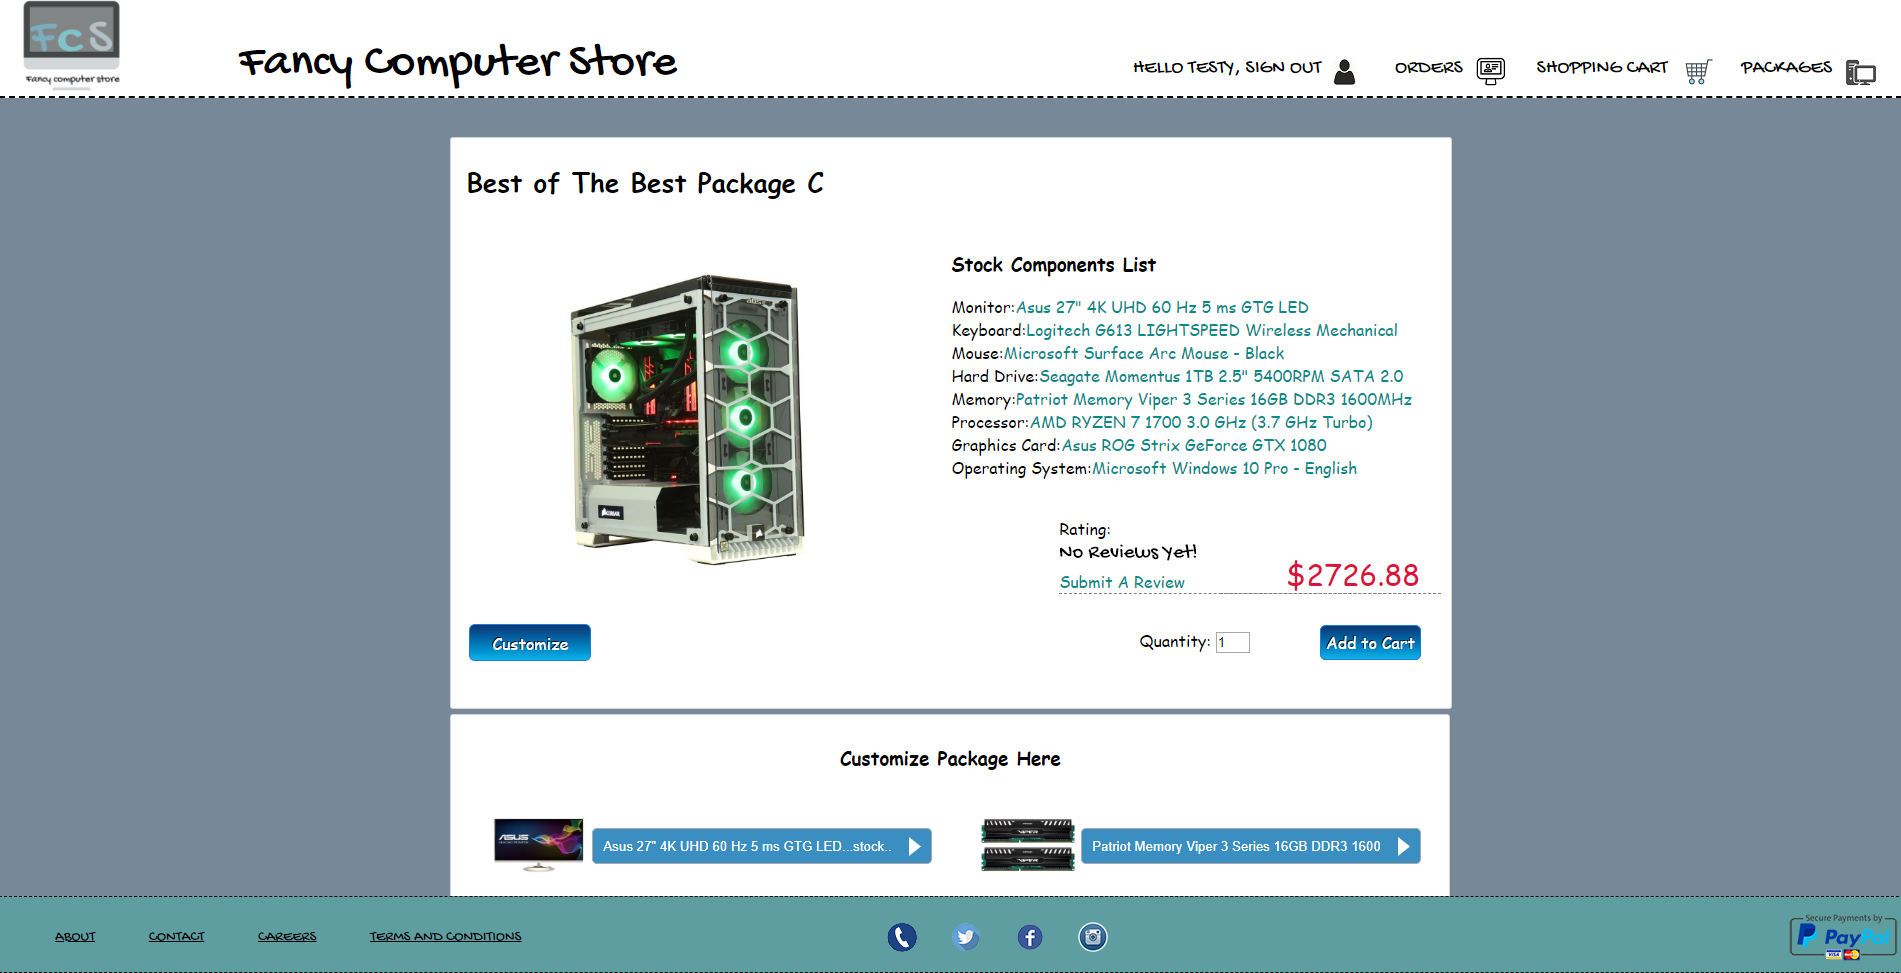 FcS
Fancy computer store
Fancy Computer Store
HELLO TESTY, SIGN OUT
ORDERS
SHOPPING CART
PACKAGES
Best of The Best Package C
Stock Components List
Monitor:Asus 27" 4K UHD 60 Hz 5 ms GTG LED
Keyboard:Logitech G613 LIGHTSPEED Wireless Mechanical
Mouse:Microsoft Surface Arc Mouse - Black
Hard Drive:Seagate Momentus 1TB 2.5" 5400RPM SATA 2.0
Memory:Patriot Memory Viper 3 Series 16GB DDR3 1600MHz
Processor:AMD RYZEN 7 1700 3.0 GHz (3.7 GHz Turbo)
Graphics Card:Asus ROG Strix GeForce GTX 1080
Operating System:Microsoft Windows 10 Pro - English
CORSAIR
Rating:
No Reviews Yet!
Submit A Review
$2726.88
Customize
Quantity: 1
Add to Cart
Customize Package Here
ASUS
Asus 27" 4K UHD 60 Hz 5 ms GTG LED...stock..
VIPER
VIPER
Patriot Memory Viper 3 Series 16GB DDR3 1600
ABOUT
CONTACT
CAREERS
TERMS AND CONDITIONS
Secure Payments by
PayPal
VISA